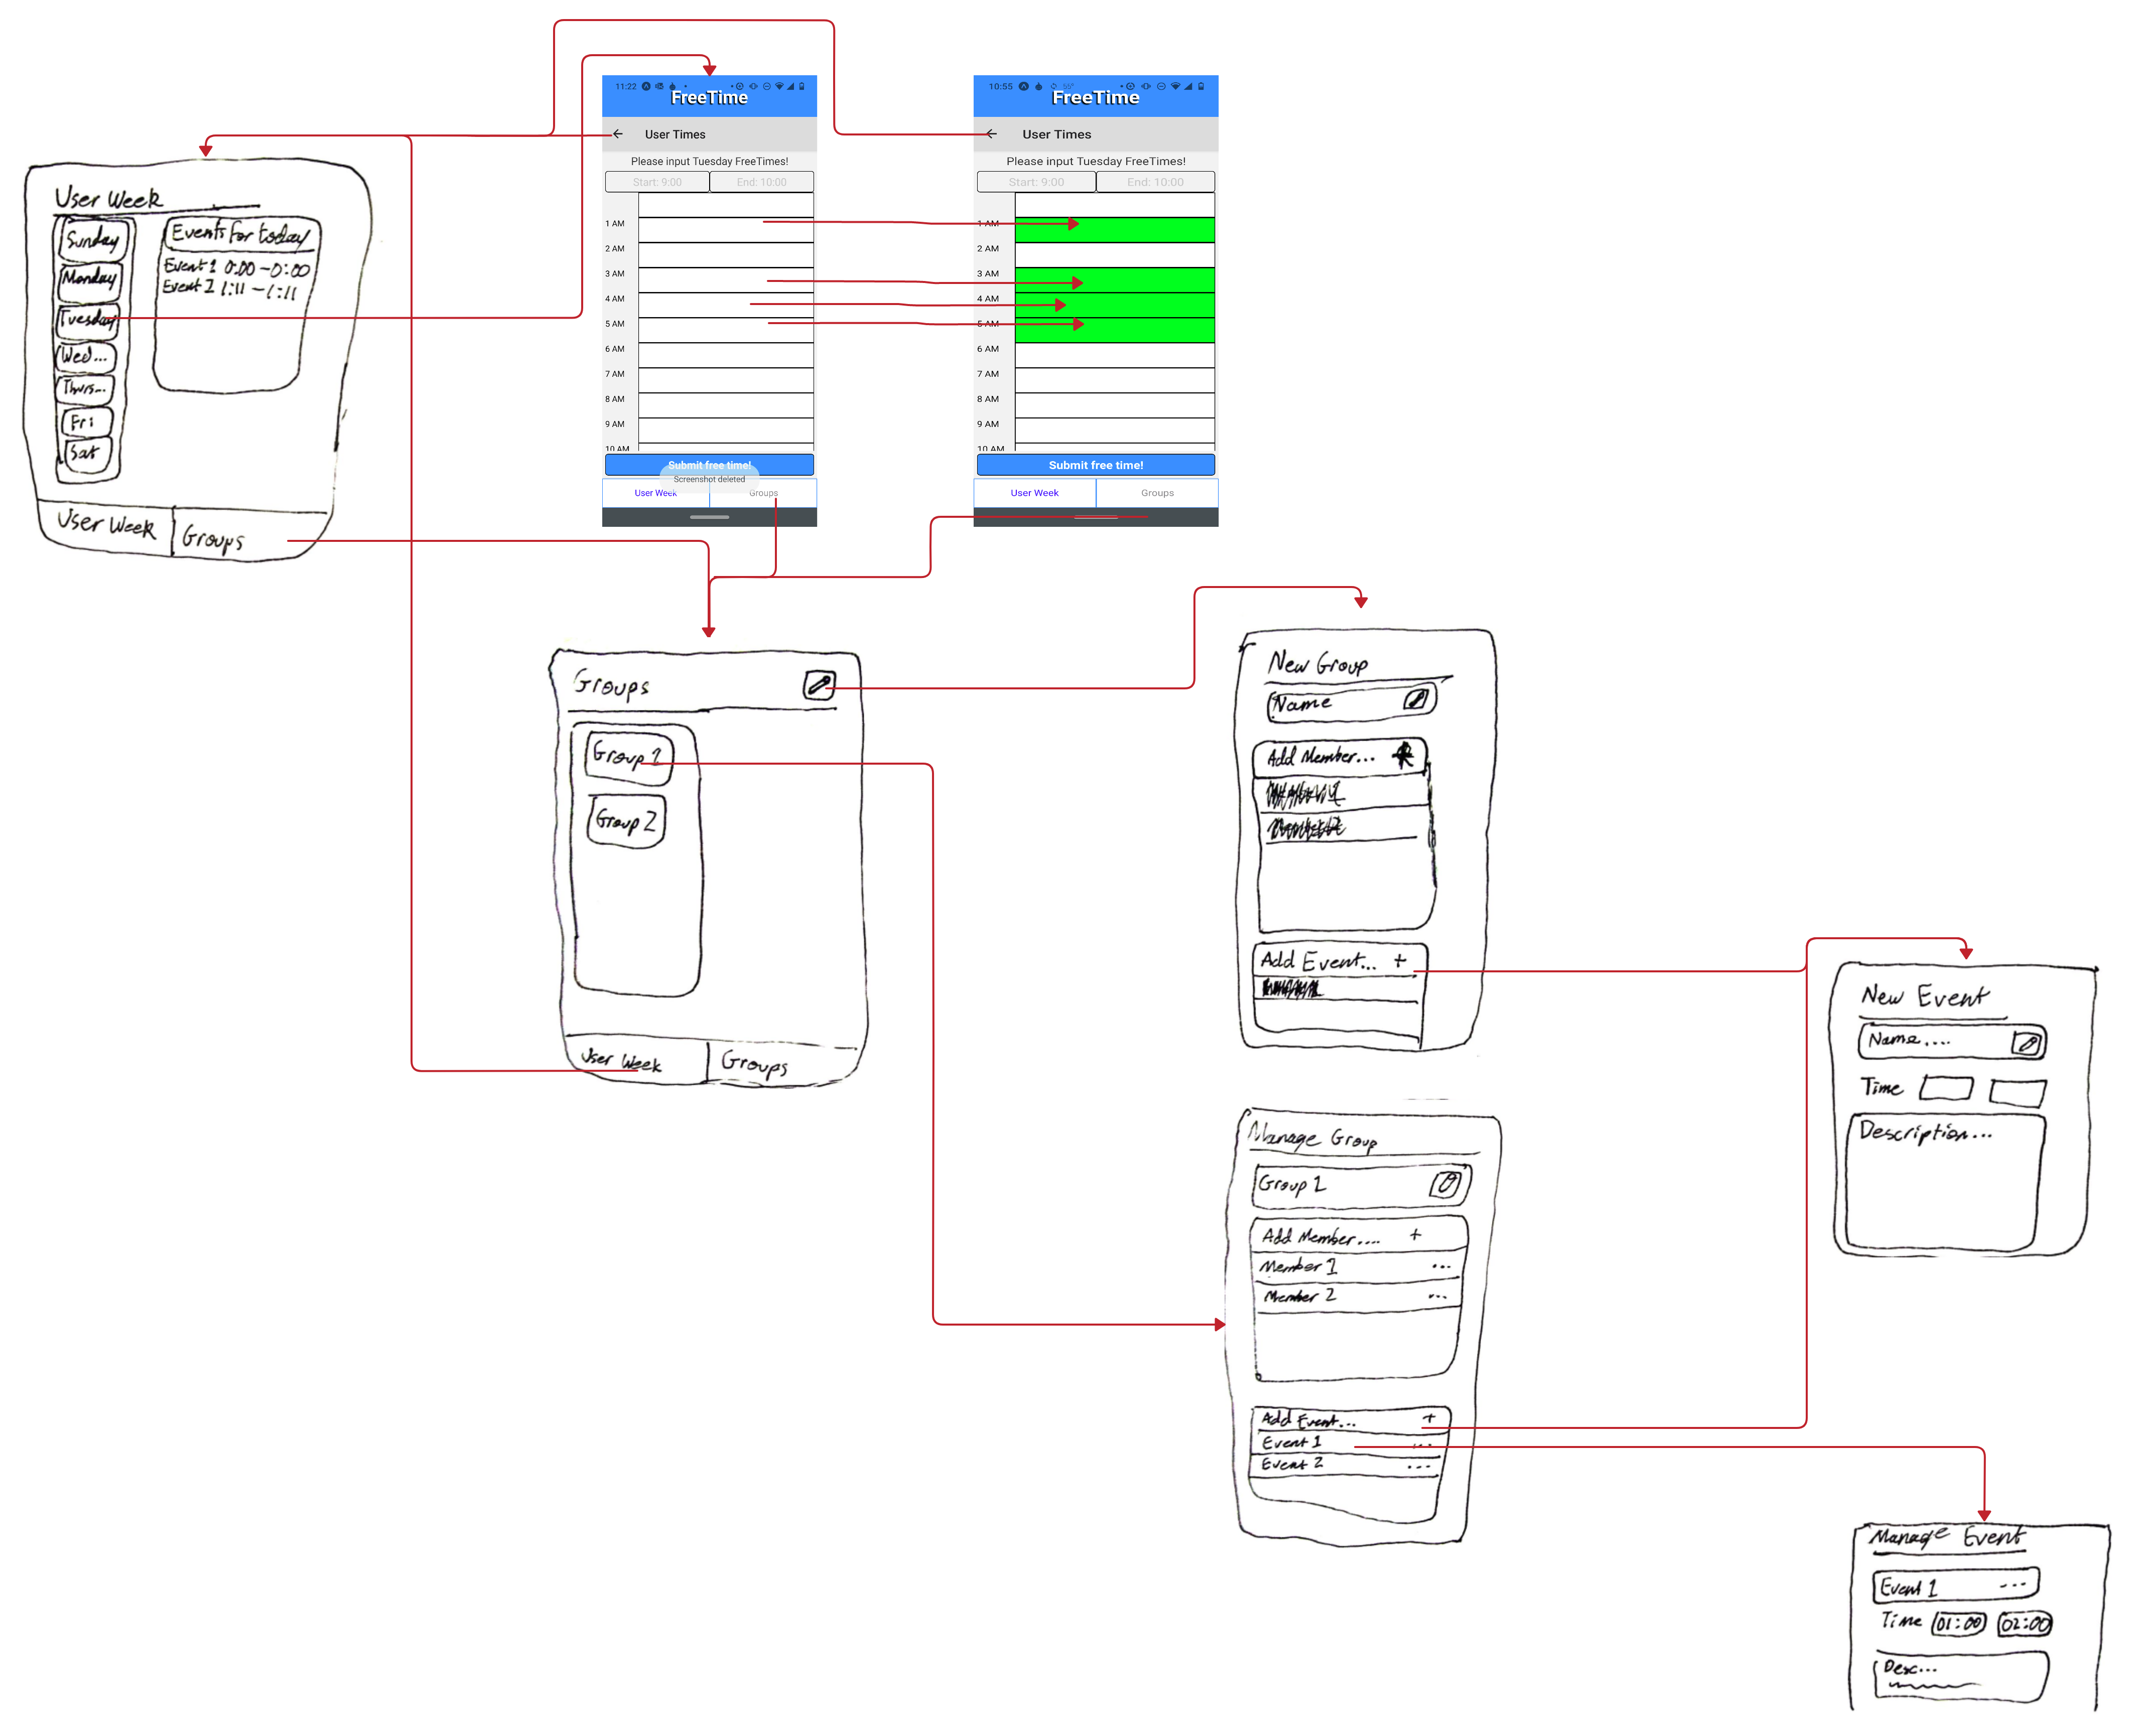 User Week
Sunday
Monday
Tuesday
Wed...
Thurs...
Fri
Sat
Events for today
Event 1 0:00 - 0:00
Event 2 1:11 - 1:11
User Week
Groups
11:22
FreeTime
User Times
Please input Tuesday FreeTimes!
Start: 9:00
End: 10:00
1 AM
2 AM
3 AM
4 AM
5 AM
6 AM
7 AM
8 AM
9 AM
10 AM
Submit free time!
Screenshot deleted
User Week
Groups
10:55
55°
FreeTime
User Times
Please input Tuesday FreeTimes!
Start: 9:00
End: 10:00
1 AM
2 AM
3 AM
4 AM
5 AM
6 AM
7 AM
8 AM
9 AM
10 AM
Submit free time!
User Week
Groups
Groups
Group 1
Group 2
User Week
Groups
New Group
Name
Add Member...
Add Event... +
Manage Group
Group 1
Add Member.... +
Member 1 ...
Member 2 ...
Add Event... +
Event 1 ...
Event 2 ...
New Event
Name....
Time
Description...
Manage Event
Event 1 ...
Time 01:00 02:00
Desc...